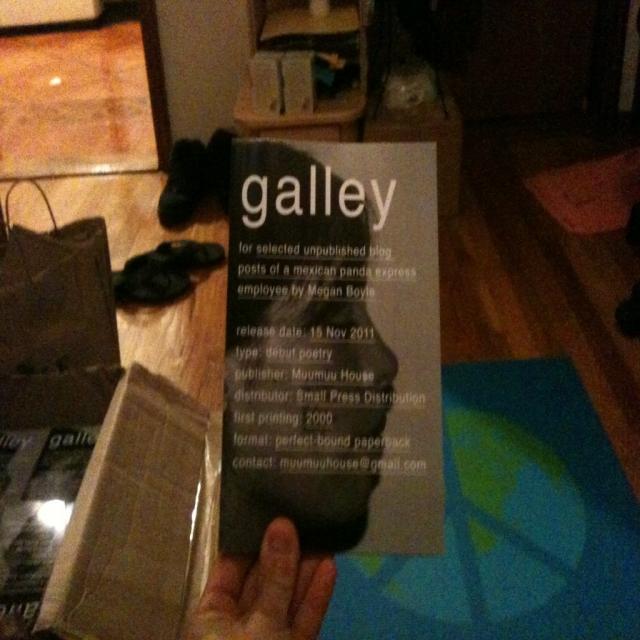 galley
for selected unpublished blog
posts of a mexican panda express
employee by Megan Boyle
release date: 15 Nov 2011
type: debut poetry
publisher: Muumuu House
distributor: Small Press Distribution
first printing: 2000
format: perfect-bound paperback
contact: muumuuhouse@gmail.com